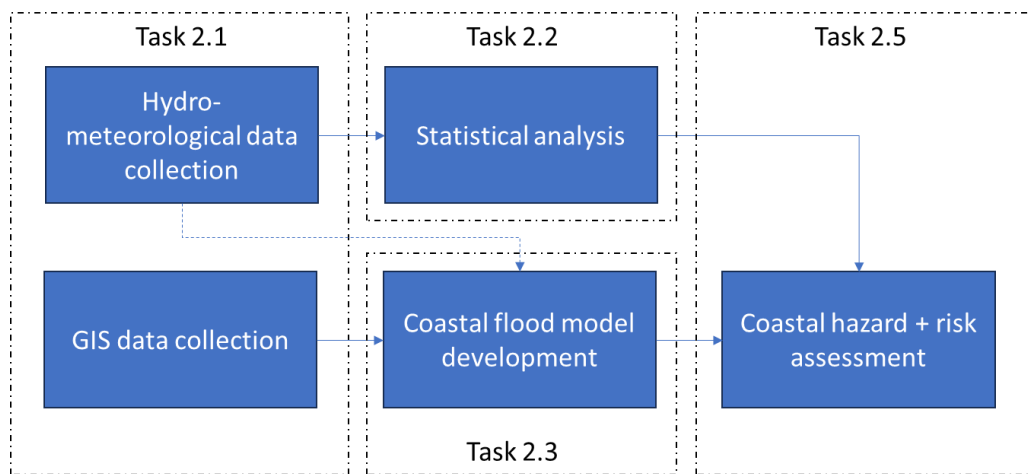 Task 2.1
Hydro-
meteorological data
collection
GIS data collection
Task 2.2
Statistical analysis
Coastal flood model
development
Task 2.3
Task 2.5
Coastal hazard + risk
assessment